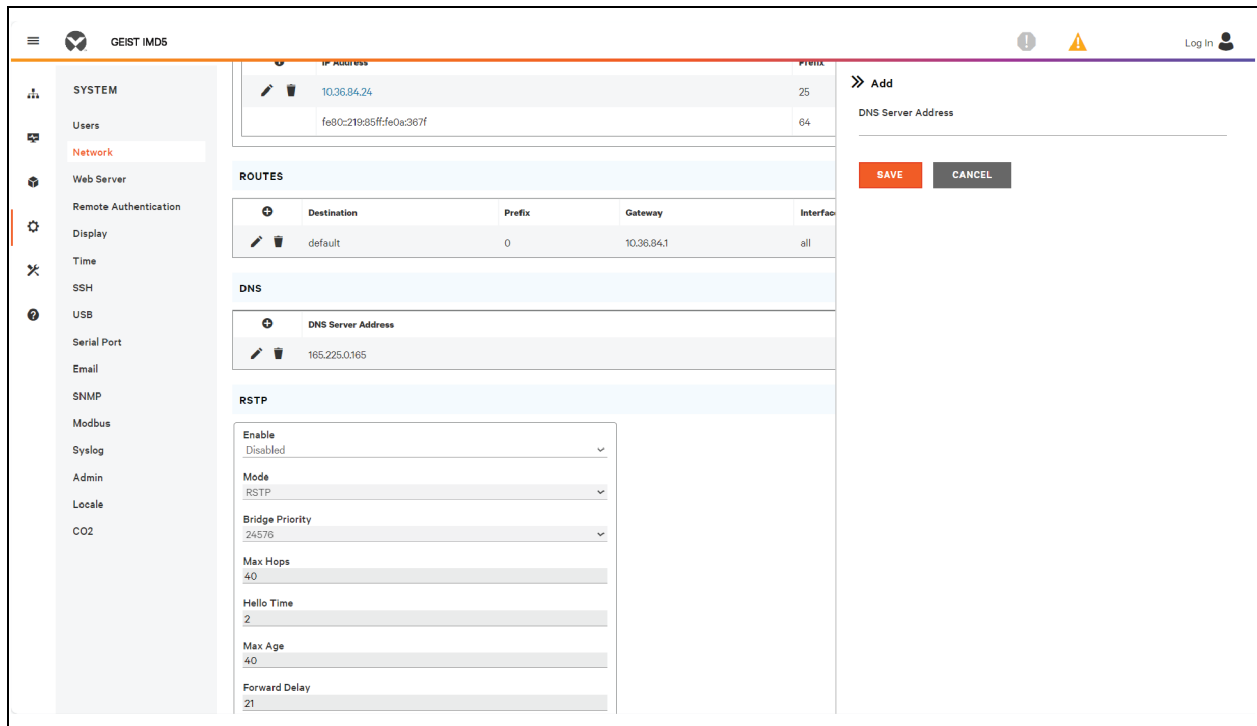 GEIST IMD5
Log In
SYSTEM
Users
Network
Web Server
Remote Authentication
Display
Time
SSH
USB
Serial Port
Email
SNMP
Modbus
Syslog
Admin
Locale
CO2
IP Address Prefix
10.36.84.24 25
fe80::219:85ff:fe0a:367f 64
ROUTES
Destination Prefix Gateway Interfac
default 0 10.36.84.1 all
DNS
DNS Server Address
165.225.0.165
RSTP
Enable
Disabled
Mode
RSTP
Bridge Priority
24576
Max Hops
40
Hello Time
2
Max Age
40
Forward Delay
21
Add
DNS Server Address
SAVE CANCEL